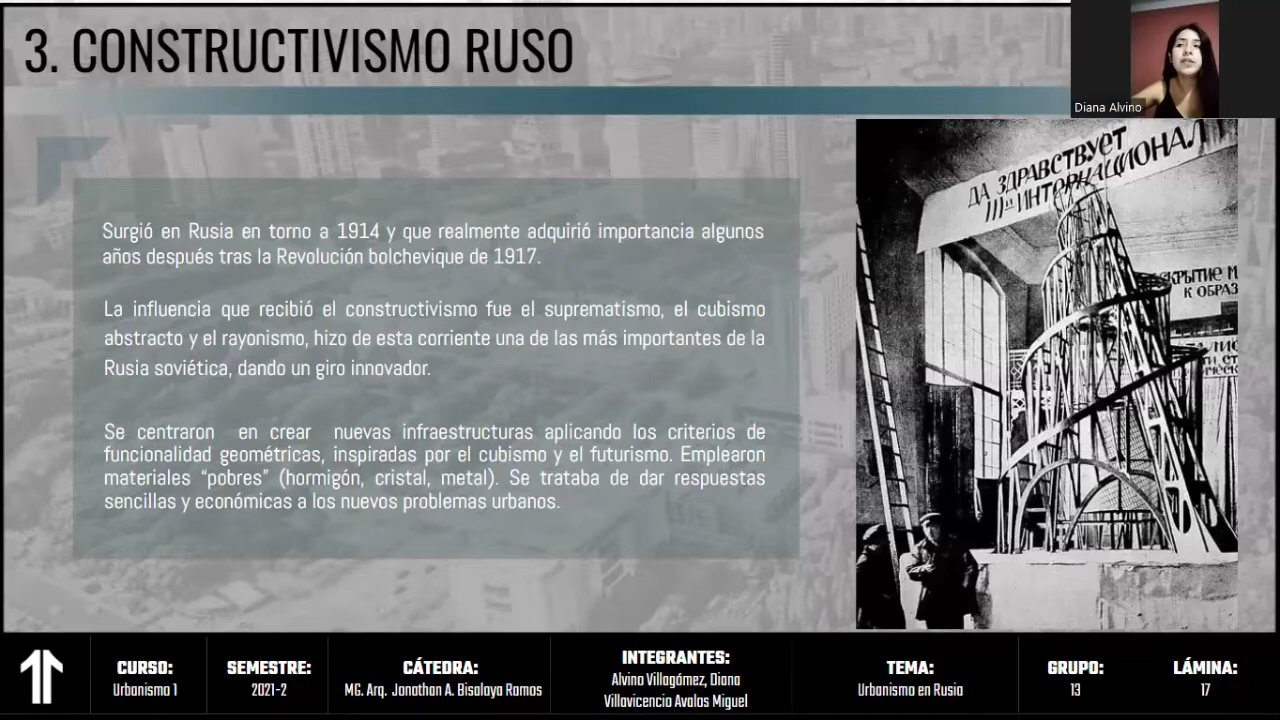 3. CONSTRUCTIVISMO RUSO
Diana Alvino
Surgió en Rusia en torno a 1914 y que realmente adquirió importancia algunos
años después tras la Revolución bolchevique de 1917.
La influencia que recibió el constructivismo fue el suprematismo, el cubismo
abstracto y el rayonismo, hizo de esta corriente una de las más importantes de la
Rusia soviética, dando un giro innovador.
Se centraron en crear nuevas infraestructuras aplicando los criterios de
funcionalidad geométricas, inspiradas por el cubismo y el futurismo. Emplearon
materiales “pobres” (hormigón, cristal, metal). Se trataba de dar respuestas
sencillas y económicas a los nuevos problemas urbanos.
ДА ЗДРАВСТВУЕТ
III ИНТЕРНАЦИОНАЛ
К ОБРАЗ
CURSO:
Urbanismo 1
SEMESTRE:
2021-2
CÁTEDRA:
MG. Arq. Jonathan A. Bisalaya Ramos
INTEGRANTES:
Alvino Villagómez, Diana
Villavicencio Avalos Miguel
TEMA:
Urbanismo en Rusia
GRUPO:
13
LÁMINA:
17